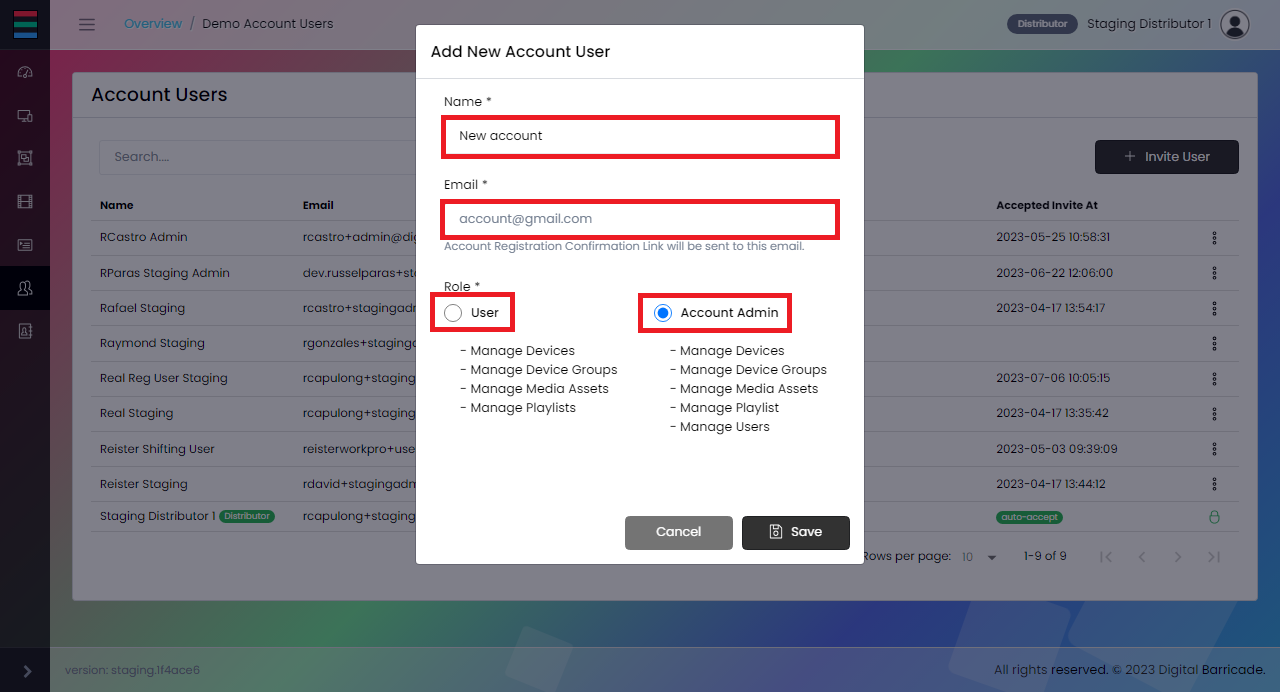 Overview / Demo Account Users
Distributor Staging Distributor 1
Add New Account User
Account Users
Name *
New account
Search....
+ Invite User
Email *
account@gmail.com
Account Registration Confirmation Link will be sent to this email.
Name Email Accepted Invite At
RCastro Admin rcastro+admin@dig 2023-05-25 10:58:31
RParas Staging Admin dev.russelparas+st 2023-06-22 12:06:00
Rafael Staging rcastro+stagingadr 2023-04-17 13:54:17
Raymond Staging rgonzales+staging
Real Reg User Staging rcapulong+staging 2023-07-06 10:05:15
Real Staging rcapulong+staging 2023-04-17 13:35:42
Reister Shifting User reisterworkpro+use 2023-05-03 09:39:09
Reister Staging rdavid+stagingadm 2023-04-17 13:44:12
Staging Distributor 1 Distributor rcapulong+staging auto-accept
Role *
User
- Manage Devices
- Manage Device Groups
- Manage Media Assets
- Manage Playlists
Account Admin
- Manage Devices
- Manage Device Groups
- Manage Media Assets
- Manage Playlist
- Manage Users
Cancel Save
Rows per page: 10 1-9 of 9
version: staging.1f4ace6
All rights reserved. © 2023 Digital Barricade.